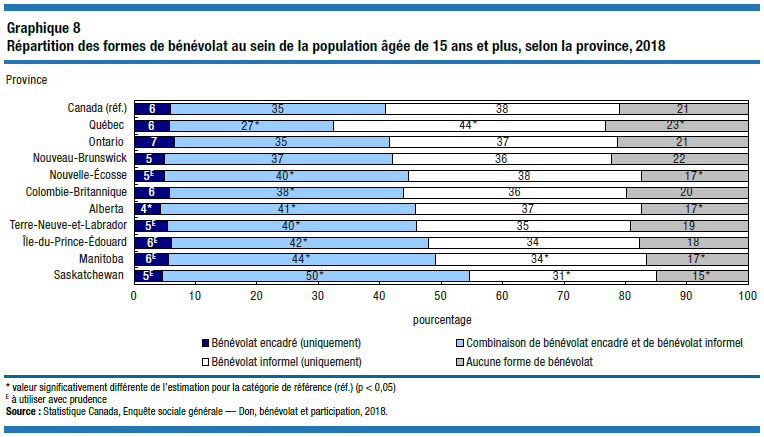 Graphique 8
Répartition des formes de bénévolat au sein de la population âgée de 15 ans et plus, selon la province, 2018
Province
Canada (réf.) 6 35 38 21
Québec 6 27* 44* 23*
Ontario 7 35 37 21
Nouveau-Brunswick 5 37 36 22
Nouvelle-Écosse 5ᴱ 40* 38 17*
Colombie-Britannique 6 38* 36 20
Alberta 4* 41* 37 17*
Terre-Neuve-et-Labrador 5ᴱ 40* 35 19
Île-du-Prince-Édouard 6ᴱ 42* 34 18
Manitoba 6ᴱ 44* 34* 17*
Saskatchewan 5ᴱ 50* 31* 15*
0 10 20 30 40 50 60 70 80 90 100
pourcentage
Bénévolat encadré (uniquement) Combinaison de bénévolat encadré et de bénévolat informel
Bénévolat informel (uniquement) Aucune forme de bénévolat
* valeur significativement différente de l'estimation pour la catégorie de référence (réf.) (p < 0,05)
ᴱ à utiliser avec prudence
Source : Statistique Canada, Enquête sociale générale — Don, bénévolat et participation, 2018.